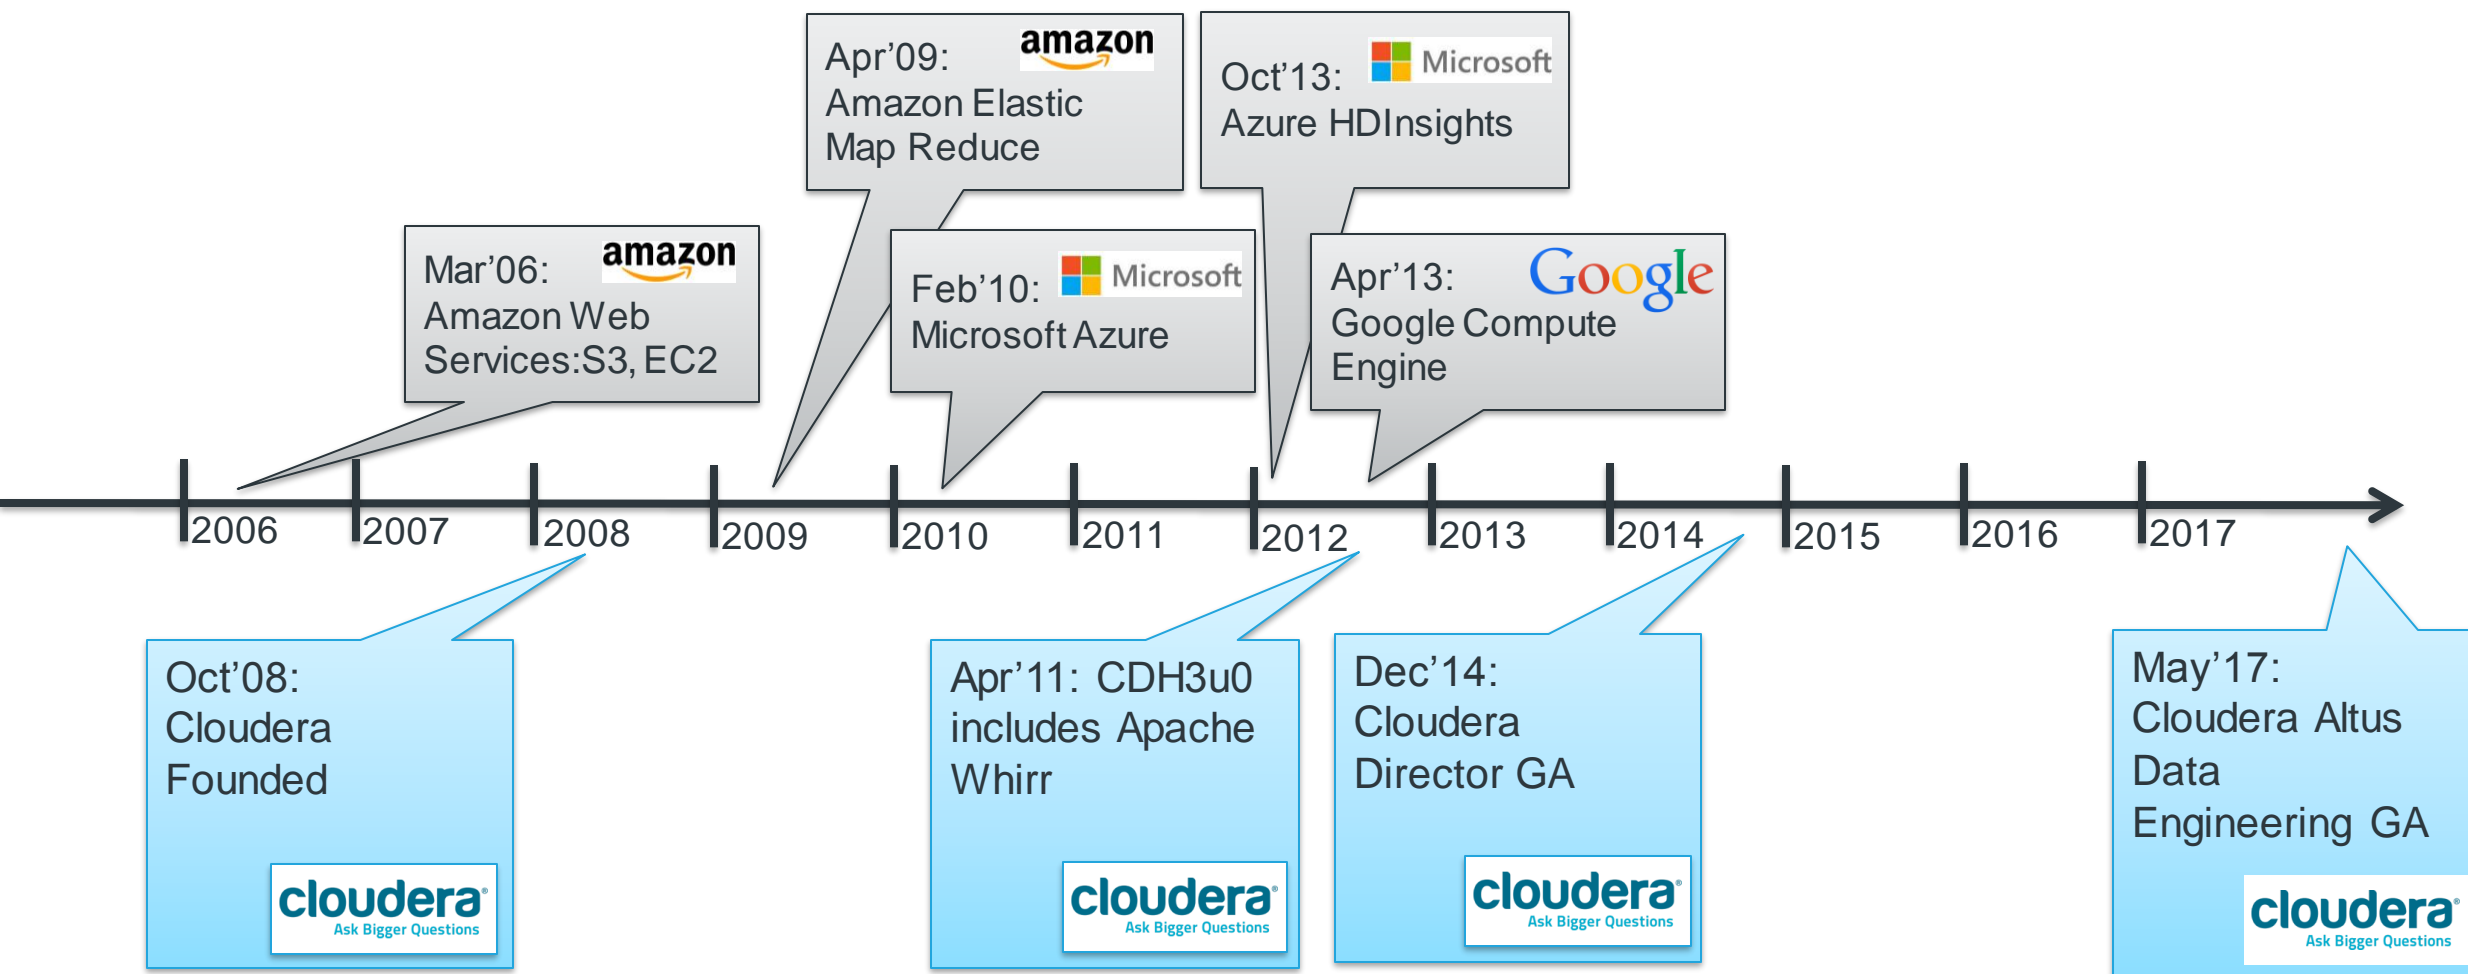 Apr’09:
amazon
Amazon Elastic
Map Reduce
Oct’13:
Microsoft
Azure HDInsights
Mar’06:
amazon
Amazon Web
Services:S3, EC2
Feb’10:
Microsoft
Microsoft Azure
Apr’13:
Google
Google Compute
Engine
2006
2007
2008
2009
2010
2011
2012
2013
2014
2015
2016
2017
Oct’08:
Cloudera
Founded
cloudera®
Ask Bigger Questions
Apr’11: CDH3u0
includes Apache
Whirr
cloudera®
Ask Bigger Questions
Dec’14:
Cloudera
Director GA
cloudera®
Ask Bigger Questions
May’17:
Cloudera Altus
Data
Engineering GA
cloudera®
Ask Bigger Questions